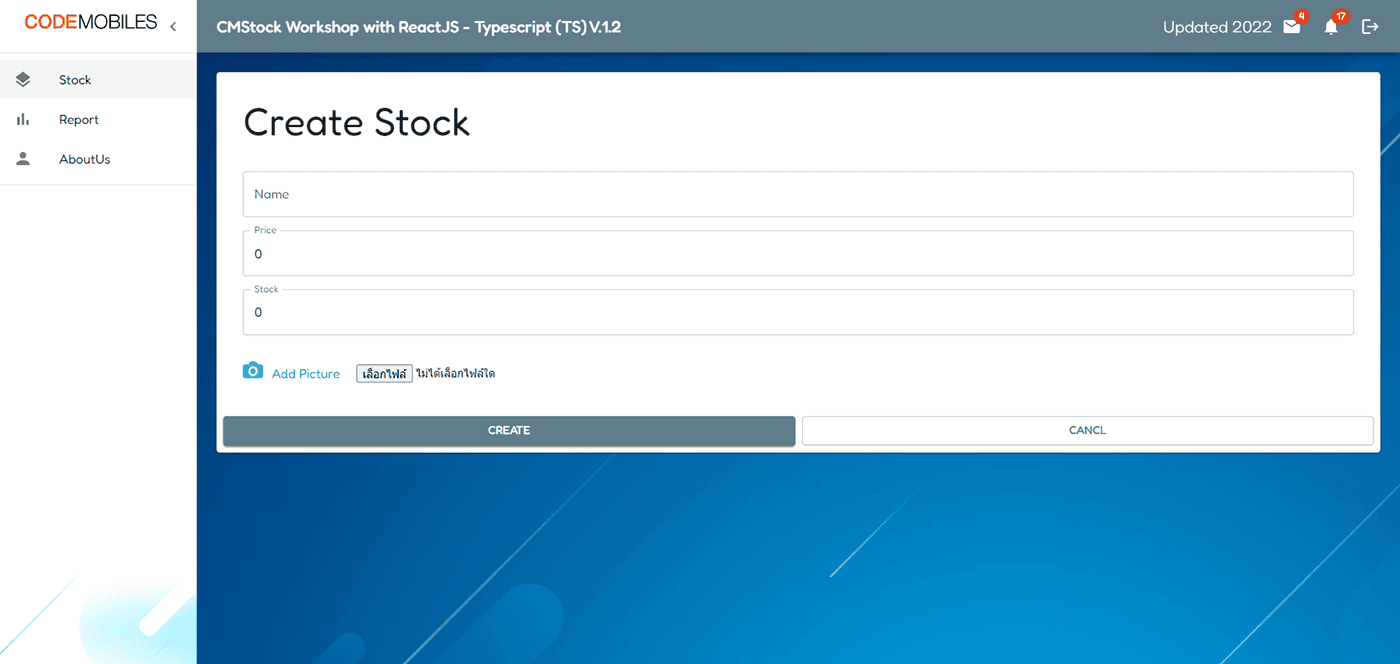 CODEMOBILES
CMStock Workshop with ReactJS - Typescript (TS) V.1.2
Updated 2022
4
17
Stock
Report
AboutUs
Create Stock
Name
Price
0
Stock
0
Add Picture
เลือกไฟล์ ไม่ได้เลือกไฟล์ใด
CREATE
CANCL